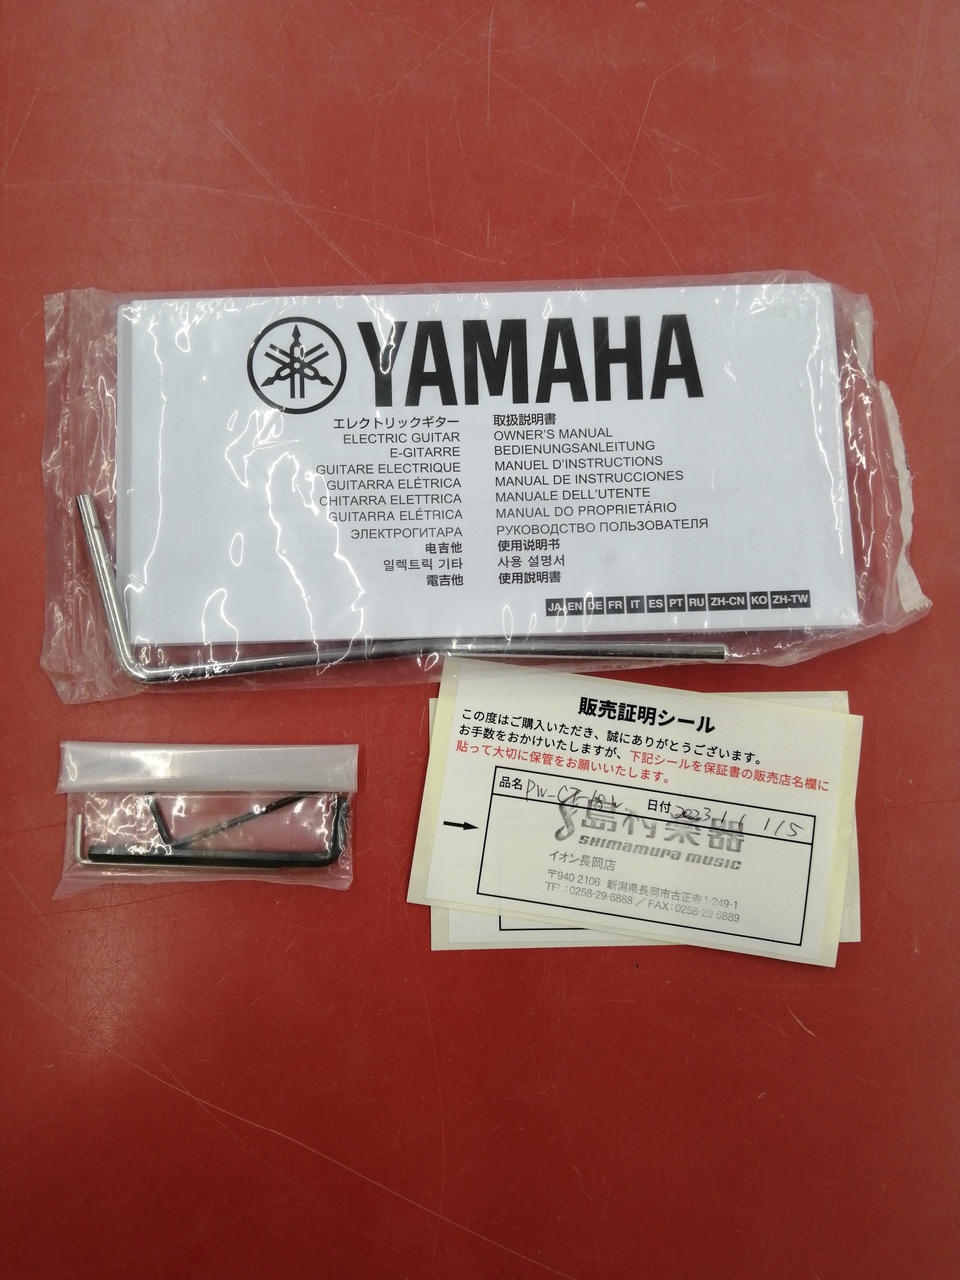 YAMAHA
エレクトリックギター 取扱説明書
ELECTRIC GUITAR OWNER'S MANUAL
E-GITARRE BEDIENUNGSANLEITUNG
GUITARE ELECTRIQUE MANUEL D'INSTRUCTIONS
GUITARRA ELÉCTRICA MANUAL DE INSTRUCCIONES
CHITARRA ELETTRICA MANUALE DELL'UTENTE
GUITARRA ELÉTRICA MANUAL DO PROPRIETÁRIO
ЭЛЕКТРОГИТАРА РУКОВОДСТВО ПОЛЬЗОВАТЕЛЯ
电吉他 使用说明书
일렉트릭 기타 사용 설명서
電吉他 使用說明書
JA EN DE FR IT ES PT RU ZH-CN KO ZH-TW
販売証明シール
この度はご購入いただき、誠にありがとうございます。
お手数をおかけいたしますが、下記シールを保証書の販売店名欄に
貼って大切に保管をお願いいたします。
品名 PW-CT- 日付 2023
島村楽器
SHIMAMURA MUSIC
イオン長岡店
〒940-2106 新潟県長岡市古正寺1-249-1
TEL:0258-29-6888/FAX:0258-29-6889